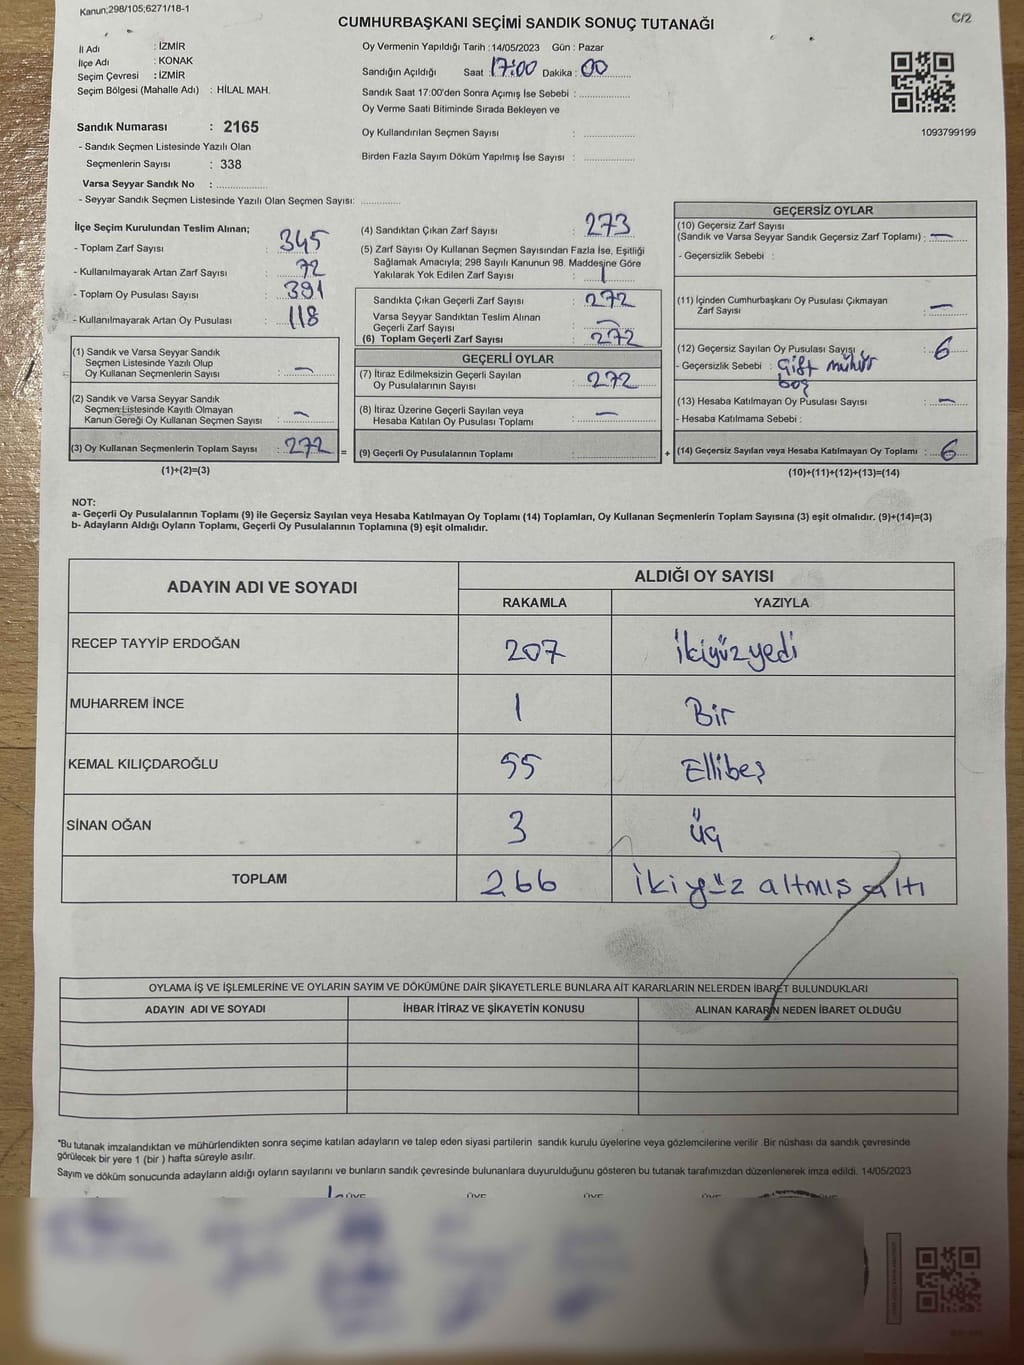 Kanun;298/105;6271/18-1
C/2
CUMHURBAŞKANI SEÇİMİ SANDIK SONUÇ TUTANAĞI
İl Adı : İZMİR
İlçe Adı : KONAK
Seçim Çevresi : İZMİR
Seçim Bölgesi (Mahalle Adı) : HİLAL MAH.
Sandık Numarası : 2165
- Sandık Seçmen Listesinde Yazılı Olan
Seçmenlerin Sayısı : 338
Varsa Seyyar Sandık No : ..................
- Seyyar Sandık Seçmen Listesinde Yazılı Olan Seçmen Sayısı: ............
Oy Vermenin Yapıldığı Tarih :14/05/2023 Gün : Pazar
Sandığın Açıldığı Saat 17:00 Dakika : 00
Sandık Saat 17:00'den Sonra Açımış İse Sebebi : ................
Oy Verme Saati Bitiminde Sırada Bekleyen ve
Oy Kullandırılan Seçmen Sayısı : ................
Birden Fazla Sayım Döküm Yapılmış İse Sayısı : ................
1093799199
İlçe Seçim Kurulundan Teslim Alınan;
- Toplam Zarf Sayısı : 345
- Kullanılmayarak Artan Zarf Sayısı : 72
- Toplam Oy Pusulası Sayısı : 391
- Kullanılmayarak Artan Oy Pusulası : 118
(1) Sandık ve Varsa Seyyar Sandık
Seçmen Listesinde Yazılı Olup
Oy Kullanan Seçmenlerin Sayısı : —
(2) Sandık ve Varsa Seyyar Sandık
Seçmen Listesinde Kayıtlı Olmayan
Kanun Gereği Oy Kullanan Seçmen Sayısı : —
(3) Oy Kullanan Seçmenlerin Toplam Sayısı : 272 =
(1)+(2)=(3)
(4) Sandıktan Çıkan Zarf Sayısı : 273
(5) Zarf Sayısı Oy Kullanan Seçmen Sayısından Fazla İse, Eşitliği
Sağlamak Amacıyla; 298 Sayılı Kanunun 98. Maddesine Göre
Yakılarak Yok Edilen Zarf Sayısı : 1
Sandıkta Çıkan Geçerli Zarf Sayısı : 272
Varsa Seyyar Sandıktan Teslim Alınan
Geçerli Zarf Sayısı : —
(6) Toplam Geçerli Zarf Sayısı : 272
GEÇERLİ OYLAR
(7) İtiraz Edilmeksizin Geçerli Sayılan
Oy Pusulalarının Sayısı : 272
(8) İtiraz Üzerine Geçerli Sayılan veya
Hesaba Katılan Oy Pusulası Toplamı : —
(9) Geçerli Oy Pusulalarının Toplamı : ................ +
GEÇERSİZ OYLAR
(10) Geçersiz Zarf Sayısı
(Sandık ve Varsa Seyyar Sandık Geçersiz Zarf Toplamı) : —
- Geçersizlik Sebebi :
(11) İçinden Cumhurbaşkanı Oy Pusulası Çıkmayan
Zarf Sayısı : —
(12) Geçersiz Sayılan Oy Pusulası Sayısı : 6
- Geçersizlik Sebebi : Çift mühür
boş
(13) Hesaba Katılmayan Oy Pusulası Sayısı : —
- Hesaba Katılmama Sebebi :
(14) Geçersiz Sayılan veya Hesaba Katılmayan Oy Toplamı : 6
(10)+(11)+(12)+(13)=(14)
NOT:
a- Geçerli Oy Pusulalarının Toplamı (9) ile Geçersiz Sayılan veya Hesaba Katılmayan Oy Toplamı (14) Toplamları, Oy Kullanan Seçmenlerin Toplam Sayısına (3) eşit olmalıdır. (9)+(14)=(3)
b- Adayların Aldığı Oyların Toplamı, Geçerli Oy Pusulalarının Toplamına (9) eşit olmalıdır.
ADAYIN ADI VE SOYADI
ALDIĞI OY SAYISI
RAKAMLA YAZIYLA
RECEP TAYYİP ERDOĞAN 207 İkiyüzyedi
MUHARREM İNCE 1 Bir
KEMAL KILIÇDAROĞLU 55 Ellibeş
SİNAN OĞAN 3 üç
TOPLAM 266 İkiyüz altmış altı
OYLAMA İŞ VE İŞLEMLERİNE VE OYLARIN SAYIM VE DÖKÜMÜNE DAİR ŞİKAYETLERLE BUNLARA AİT KARARLARIN NELERDEN İBARET BULUNDUKLARI
ADAYIN ADI VE SOYADI İHBAR İTİRAZ VE ŞİKAYETİN KONUSU ALINAN KARARIN NEDEN İBARET OLDUĞU
*Bu tutanak imzalandıktan ve mühürlendikten sonra seçime katılan adayların ve talep eden siyasi partilerin sandık kurulu üyelerine veya gözlemcilerine verilir .Bir nüshası da sandık çevresinde
görülecek bir yere 1 (bir ) hafta süreyle asılır.
Sayım ve döküm sonucunda adayların aldığı oyların sayılarını ve bunların sandık çevresinde bulunanlara duyurulduğunu gösteren bu tutanak tarafımızdan düzenlenerek imza edildi. 14/05/2023
ÜYE ÜYE ÜYE ÜYE ÜYE